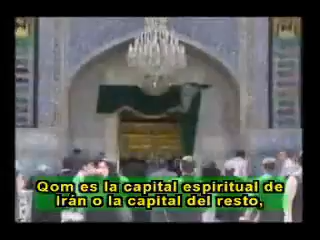 Qom es la capital espiritual de
Irán o la capital del resto,